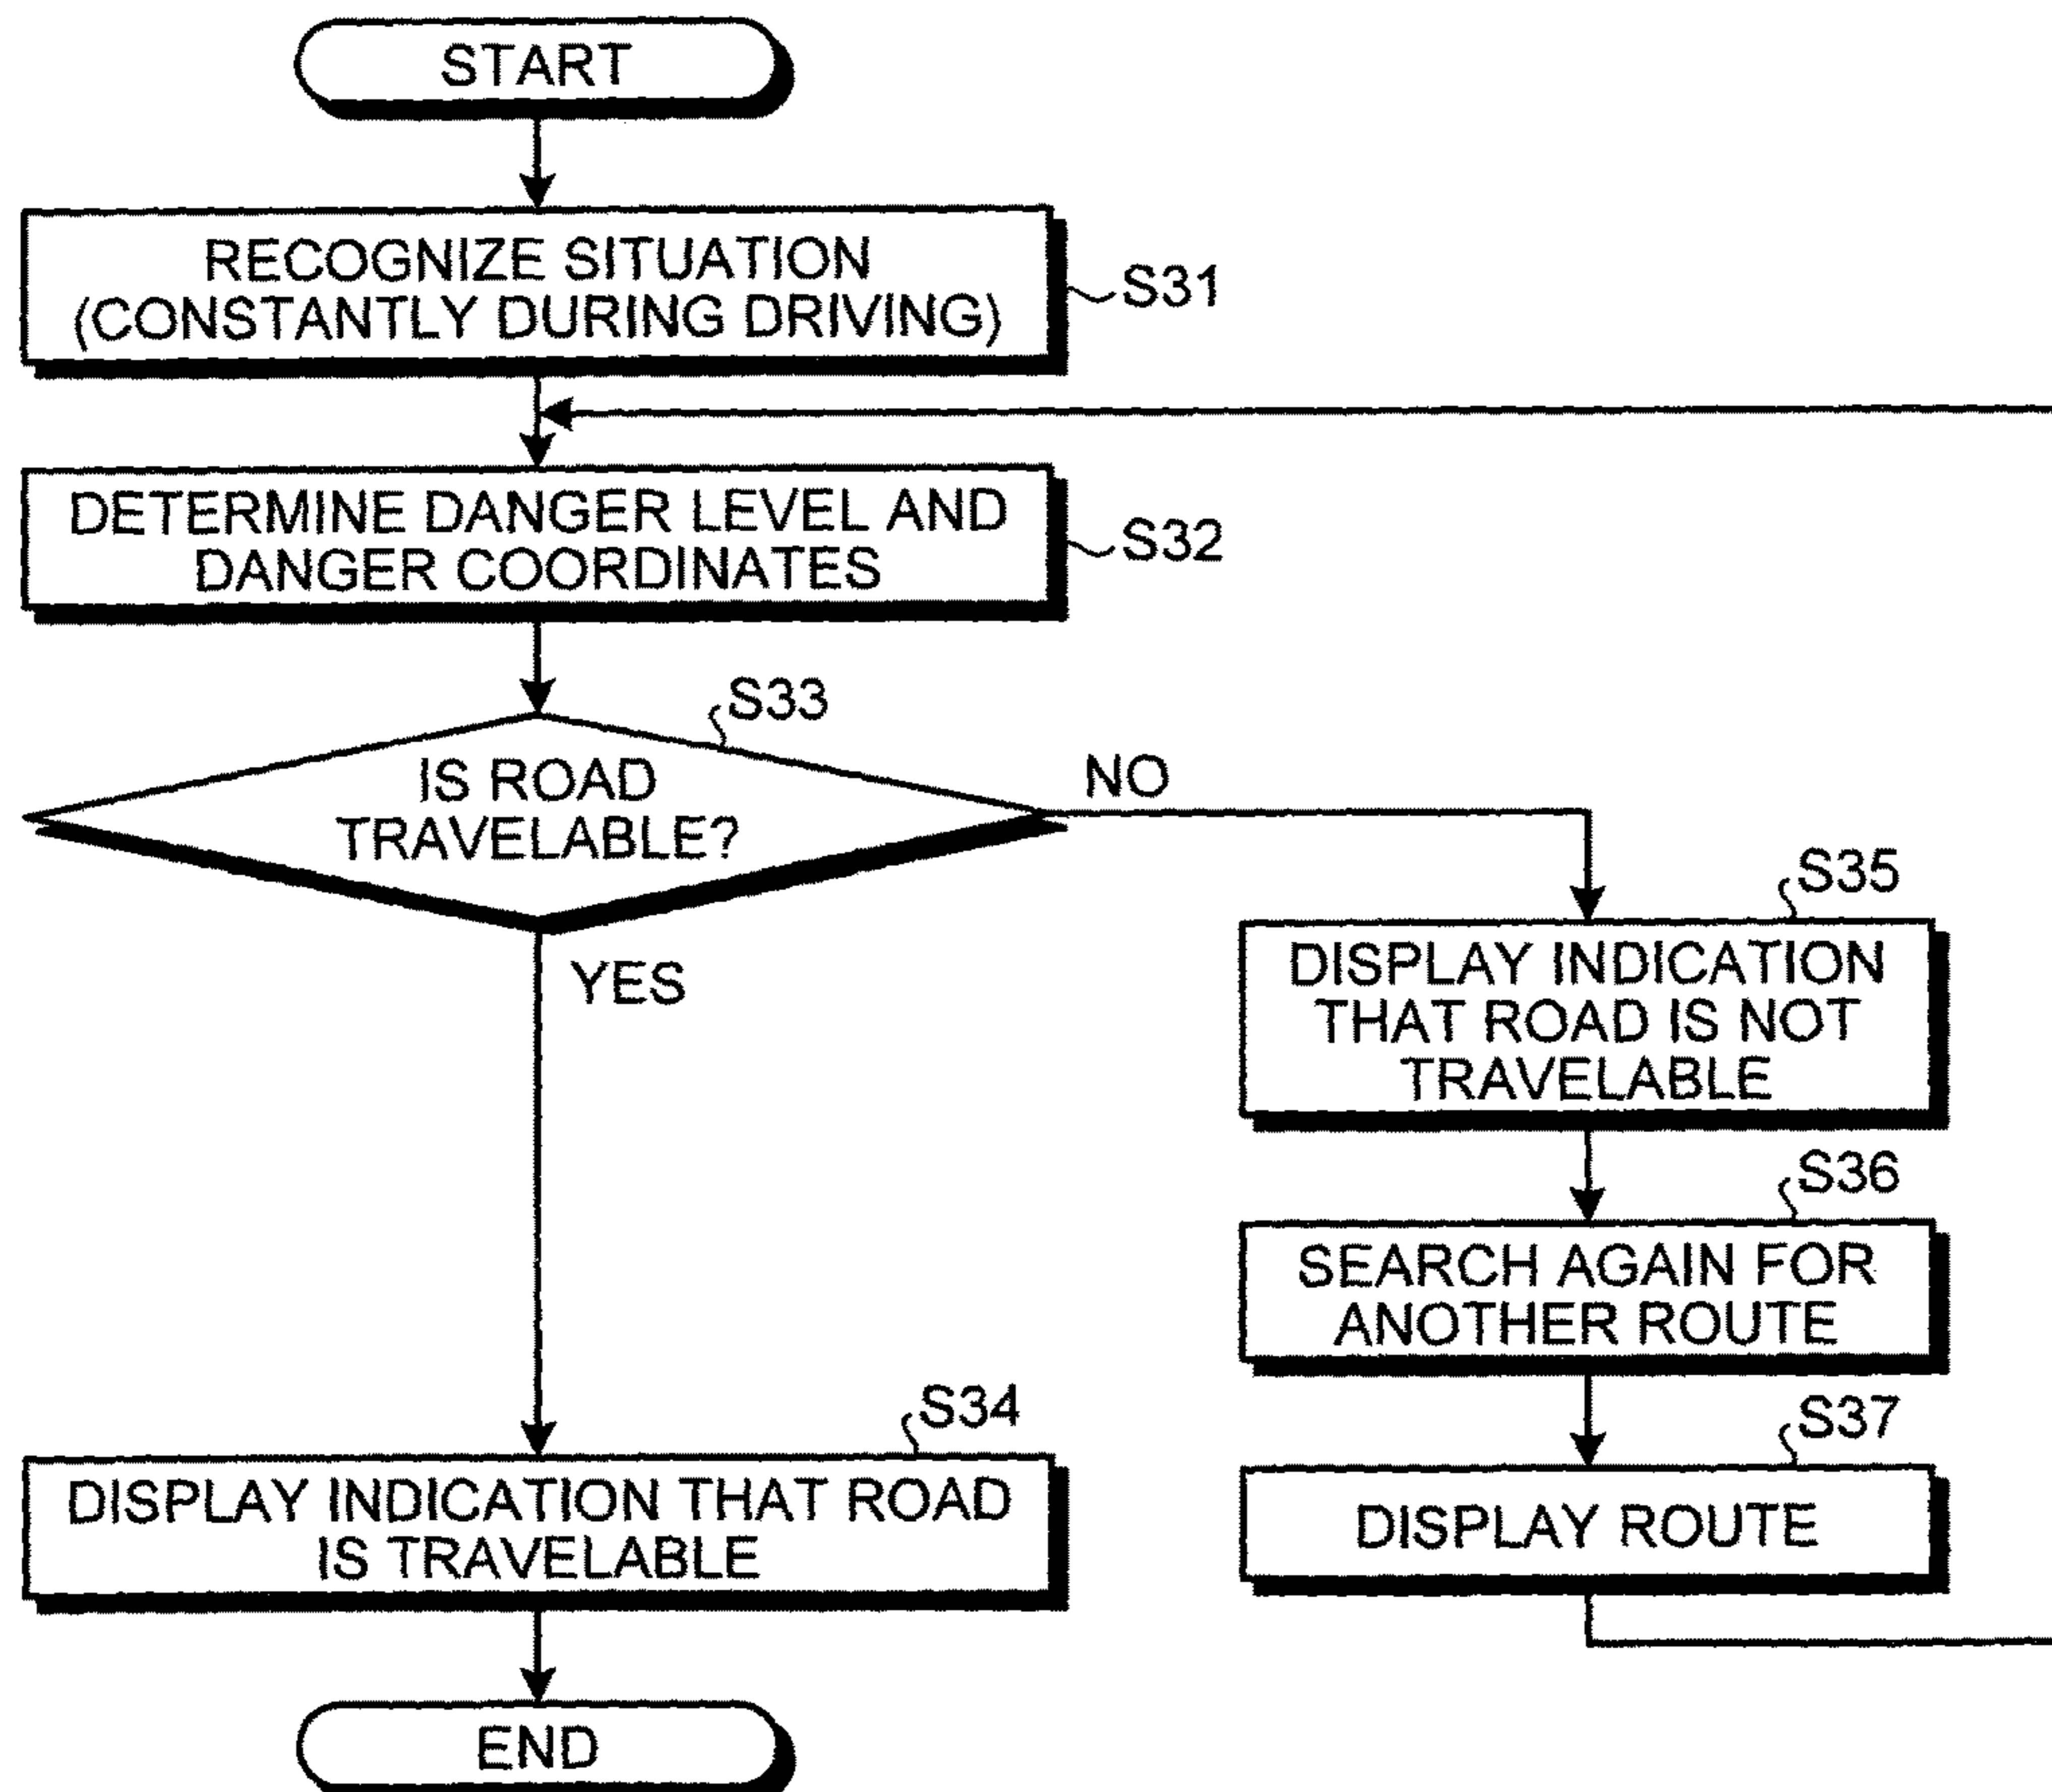 START
RECOGNIZE SITUATION
(CONSTANTLY DURING DRIVING)
S31
DETERMINE DANGER LEVEL AND
DANGER COORDINATES
S32
S33
IS ROAD
TRAVELABLE?
NO
YES
S35
DISPLAY INDICATION
THAT ROAD IS NOT
TRAVELABLE
S36
SEARCH AGAIN FOR
ANOTHER ROUTE
S37
DISPLAY ROUTE
S34
DISPLAY INDICATION THAT ROAD
IS TRAVELABLE
END